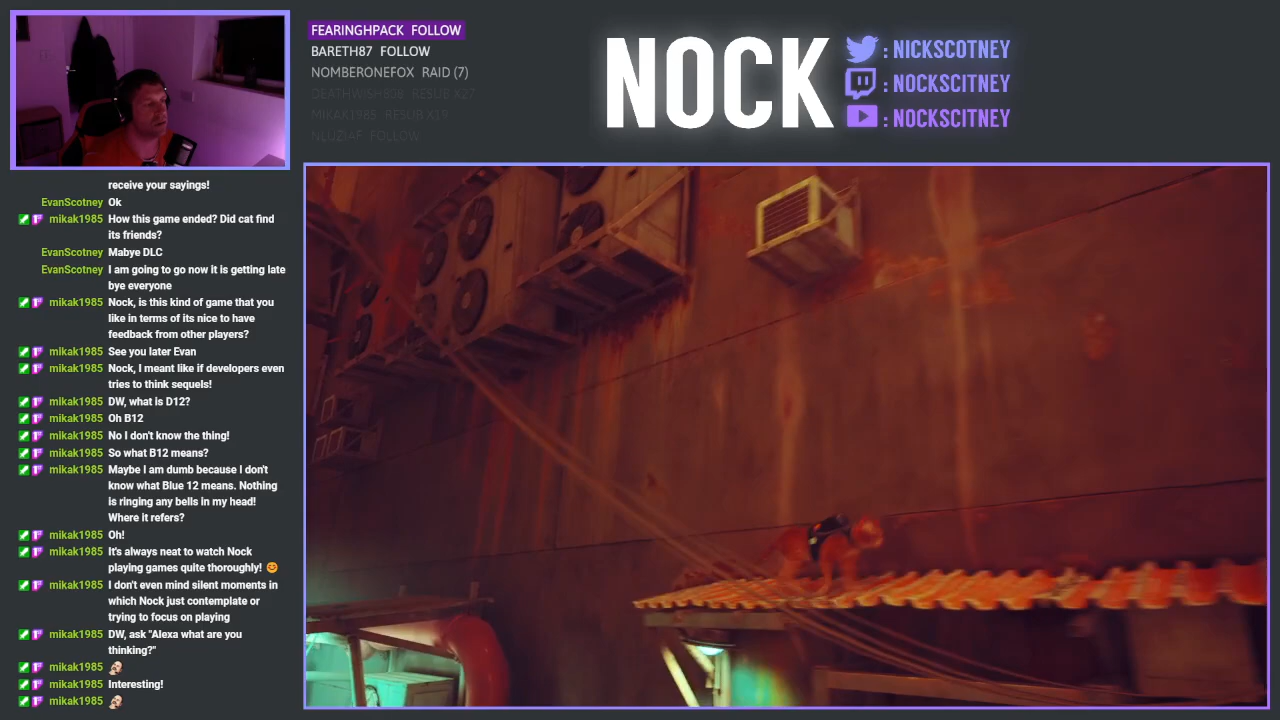 FEARINGHPACK FOLLOW
BARETH87 FOLLOW
NOMBERONEFOX RAID (7)
DEATHWISH808 RESUB X27
MIKAK1985 RESUB X19
NLUZIAF FOLLOW
NOCK
: NICKSCOTNEY
: NOCKSCITNEY
: NOCKSCITNEY
receive your sayings!
EvanScotney Ok
mikak1985 How this game ended? Did cat find
its friends?
EvanScotney Mabye DLC
EvanScotney I am going to go now it is getting late
bye everyone
mikak1985 Nock, is this kind of game that you
like in terms of its nice to have
feedback from other players?
mikak1985 See you later Evan
mikak1985 Nock, I meant like if developers even
tries to think sequels!
mikak1985 DW, what is D12?
mikak1985 Oh B12
mikak1985 No I don't know the thing!
mikak1985 So what B12 means?
mikak1985 Maybe I am dumb because I don't
know what Blue 12 means. Nothing
is ringing any bells in my head!
Where it refers?
mikak1985 Oh!
mikak1985 It's always neat to watch Nock
playing games quite thoroughly!
mikak1985 I don't even mind silent moments in
which Nock just contemplate or
trying to focus on playing
mikak1985 DW, ask "Alexa what are you
thinking?"
mikak1985
mikak1985 Interesting!
mikak1985